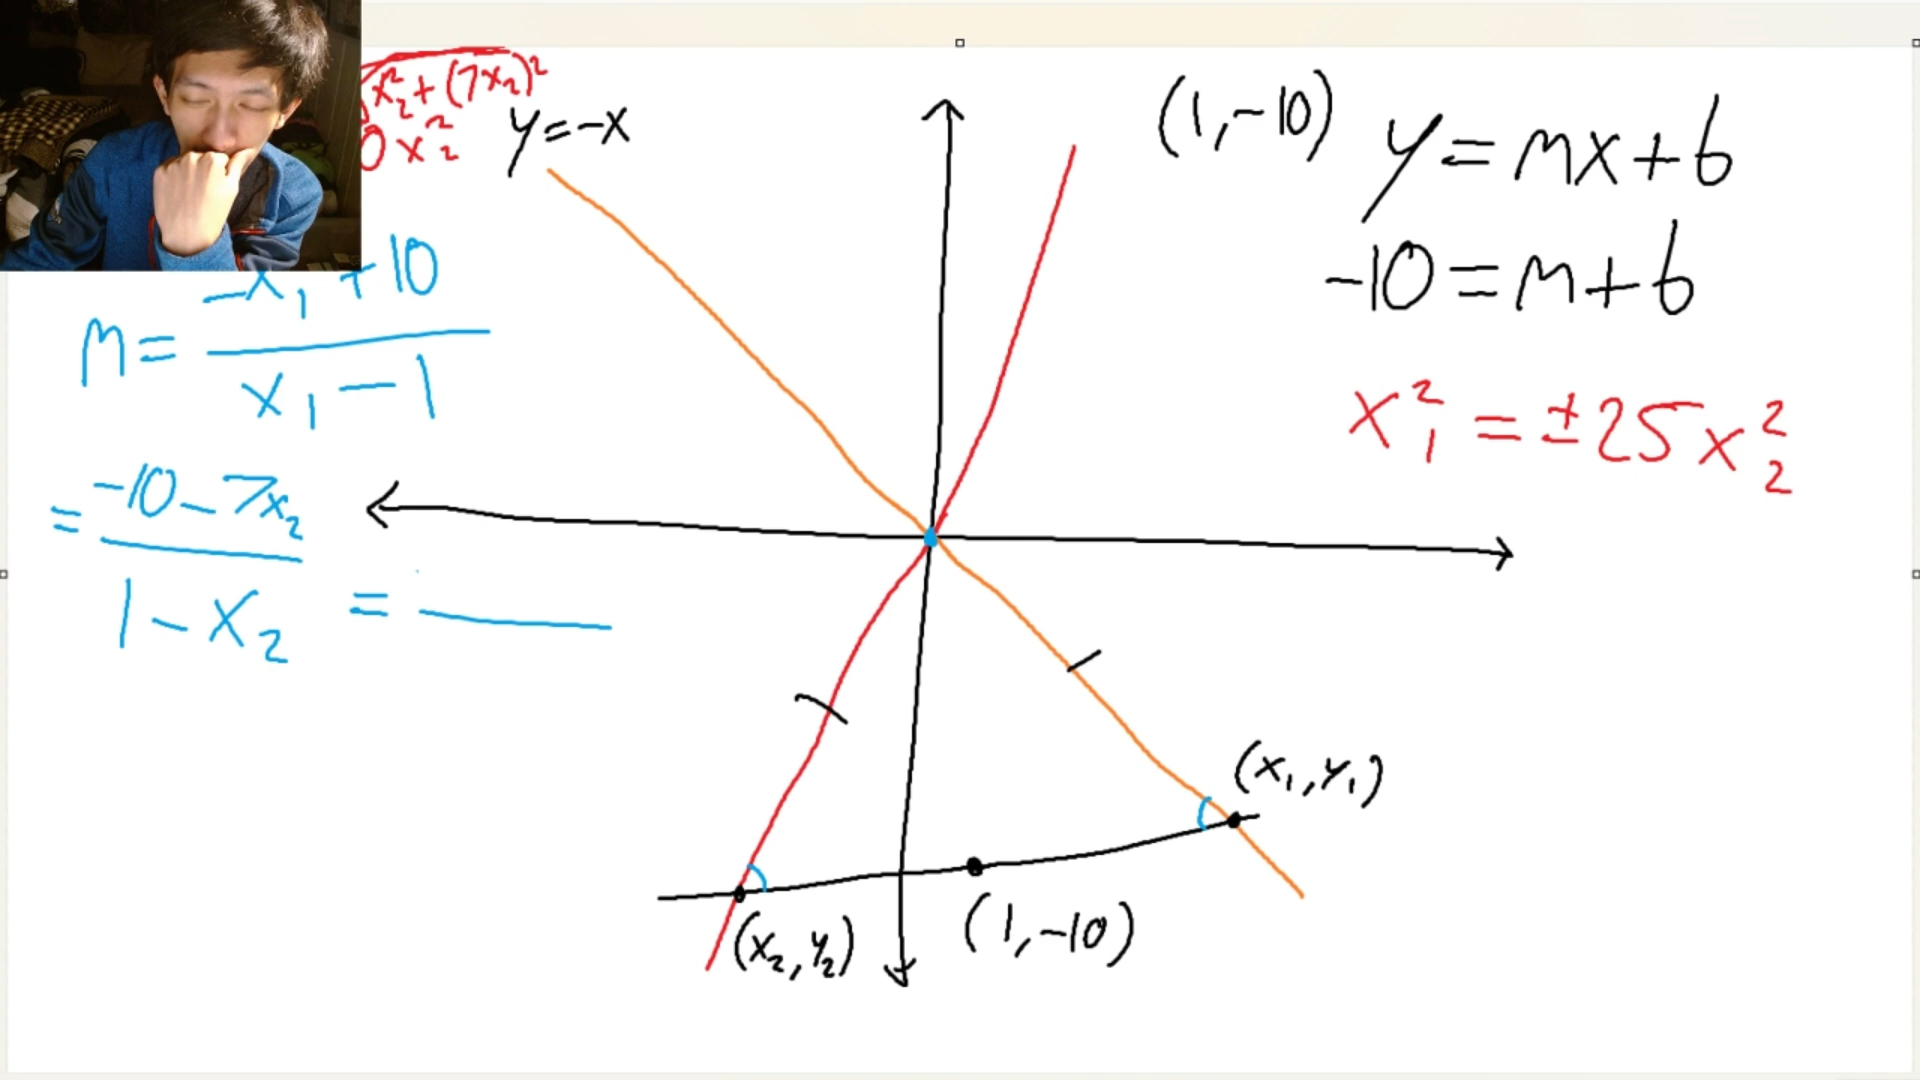 x₂² + (7x₂)²
0x₂²
y=-x
(1,-10)
y=mx+b
-10=m+b
x₁² = ±25x₂²
m= -x₁+10 / x₁-1
= -10-7x₂ / 1-x₂ =
(x₁,y₁)
(x₂,y₂)
(1,-10)